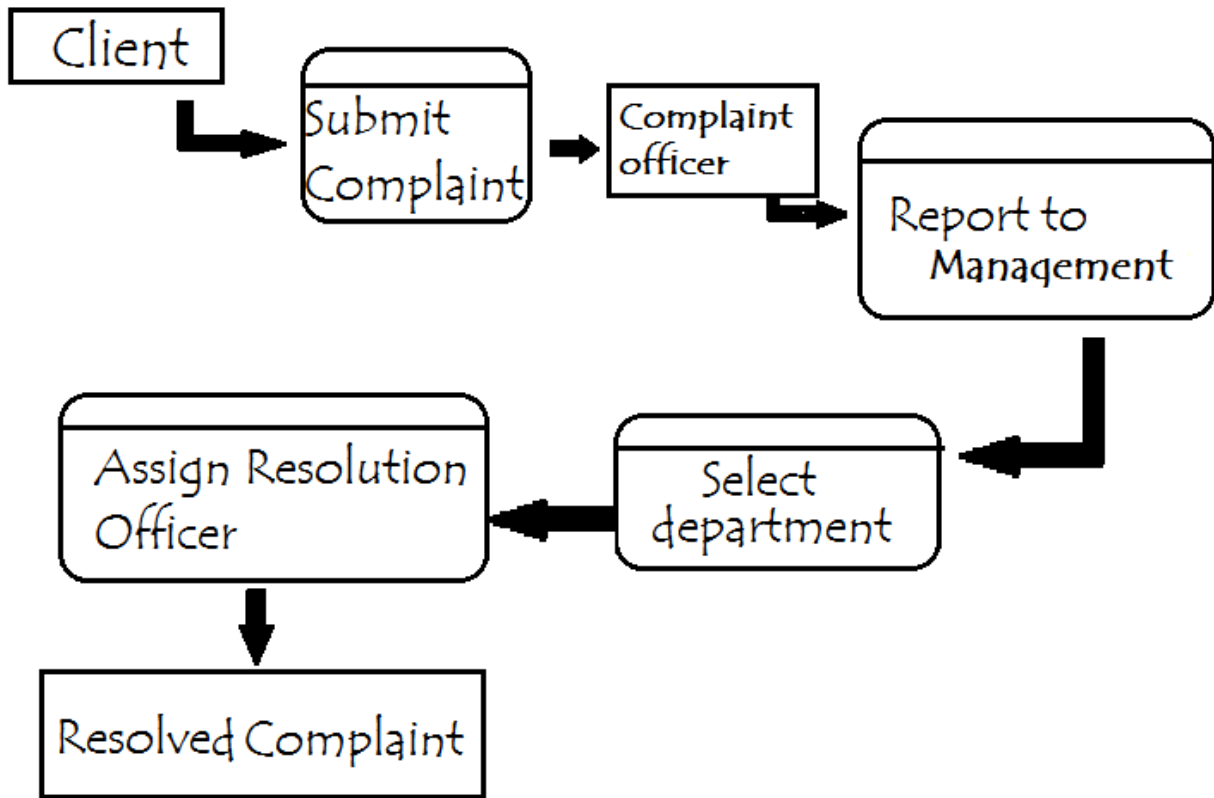 Client
Submit
Complaint
Complaint
officer
Report to
Management
Select
department
Assign Resolution
Officer
Resolved Complaint